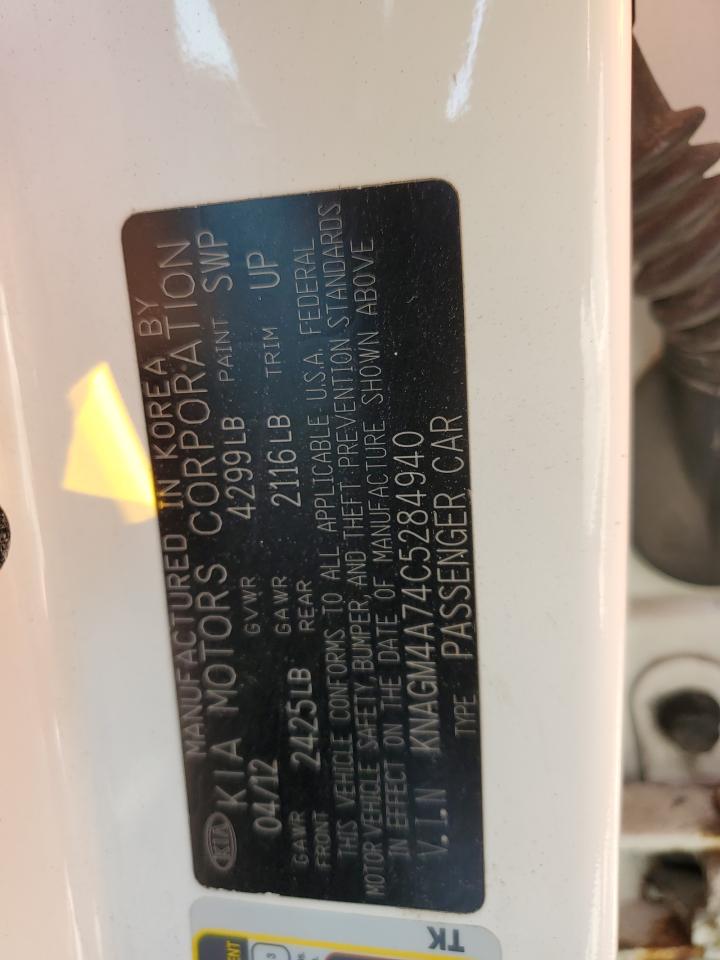 MANUFACTURED IN KOREA BY
KIA KIA MOTORS CORPORATION
04/12 GVWR 4299LB PAINT SWP
GAWR FRONT 2425LB GAWR REAR 2116LB TRIM UP
THIS VEHICLE CONFORMS TO ALL APPLICABLE U.S.A. FEDERAL
MOTOR VEHICLE SAFETY, BUMPER, AND THEFT PREVENTION STANDARDS
IN EFFECT ON THE DATE OF MANUFACTURE SHOWN ABOVE
V.I.N KNAGM4A74C5284940
TYPE PASSENGER CAR
TK